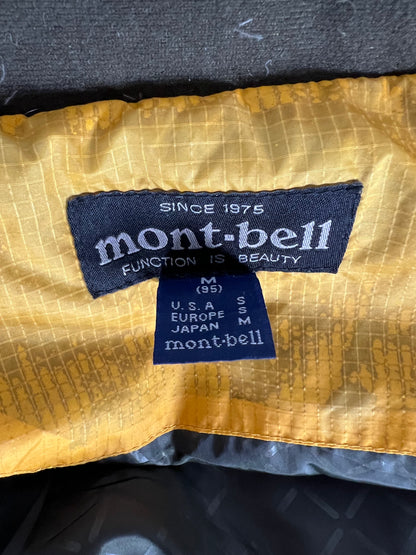 SINCE 1975
mont-bell
FUNCTION IS BEAUTY
M
(95)
U.S.A S
EUROPE S
JAPAN M
mont-bell